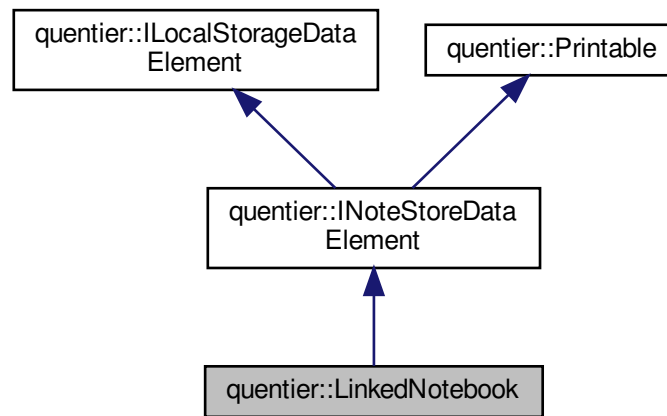 quentier::ILocalStorageData
Element
quentier::Printable
quentier::INoteStoreData
Element
quentier::LinkedNotebook